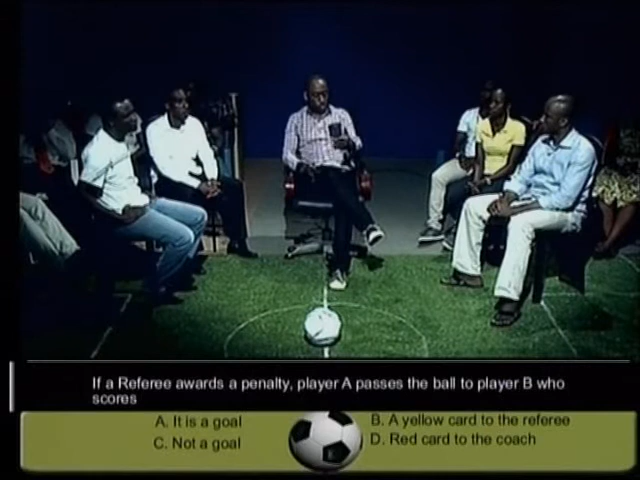 If a Referee awards a penalty, player A passes the ball to player B who
scores
A. It is a goal
B. A yellow card to the referee
C. Not a goal
D. Red card to the coach